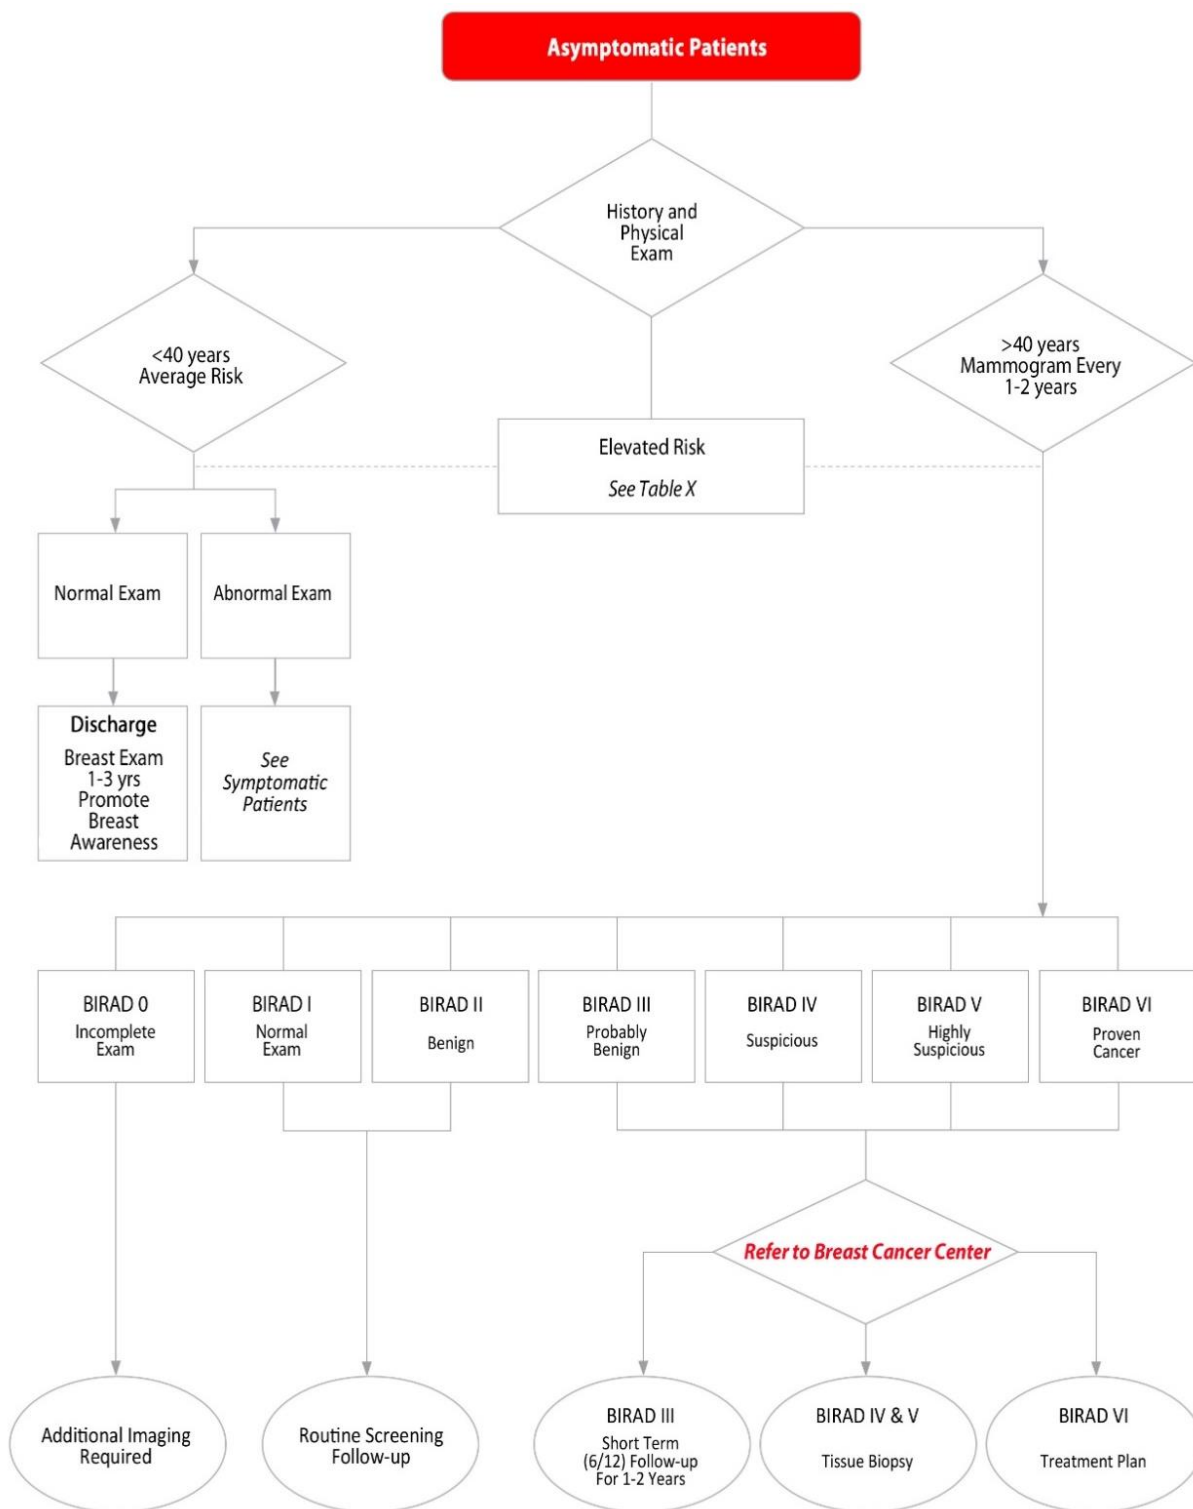 Asymptomatic Patients
History and
Physical
Exam
<40 years
Average Risk
>40 years
Mammogram Every
1-2 years
Elevated Risk
See Table X
Normal Exam
Abnormal Exam
Discharge
Breast Exam
1-3 yrs
Promote
Breast
Awareness
See
Symptomatic
Patients
BIRAD 0
Incomplete
Exam
BIRAD I
Normal
Exam
BIRAD II
Benign
BIRAD III
Probably
Benign
BIRAD IV
Suspicious
BIRAD V
Highly
Suspicious
BIRAD VI
Proven
Cancer
Refer to Breast Cancer Center
Additional Imaging
Required
Routine Screening
Follow-up
BIRAD III
Short Term
(6/12) Follow-up
For 1-2 Years
BIRAD IV & V
Tissue Biopsy
BIRAD VI
Treatment Plan